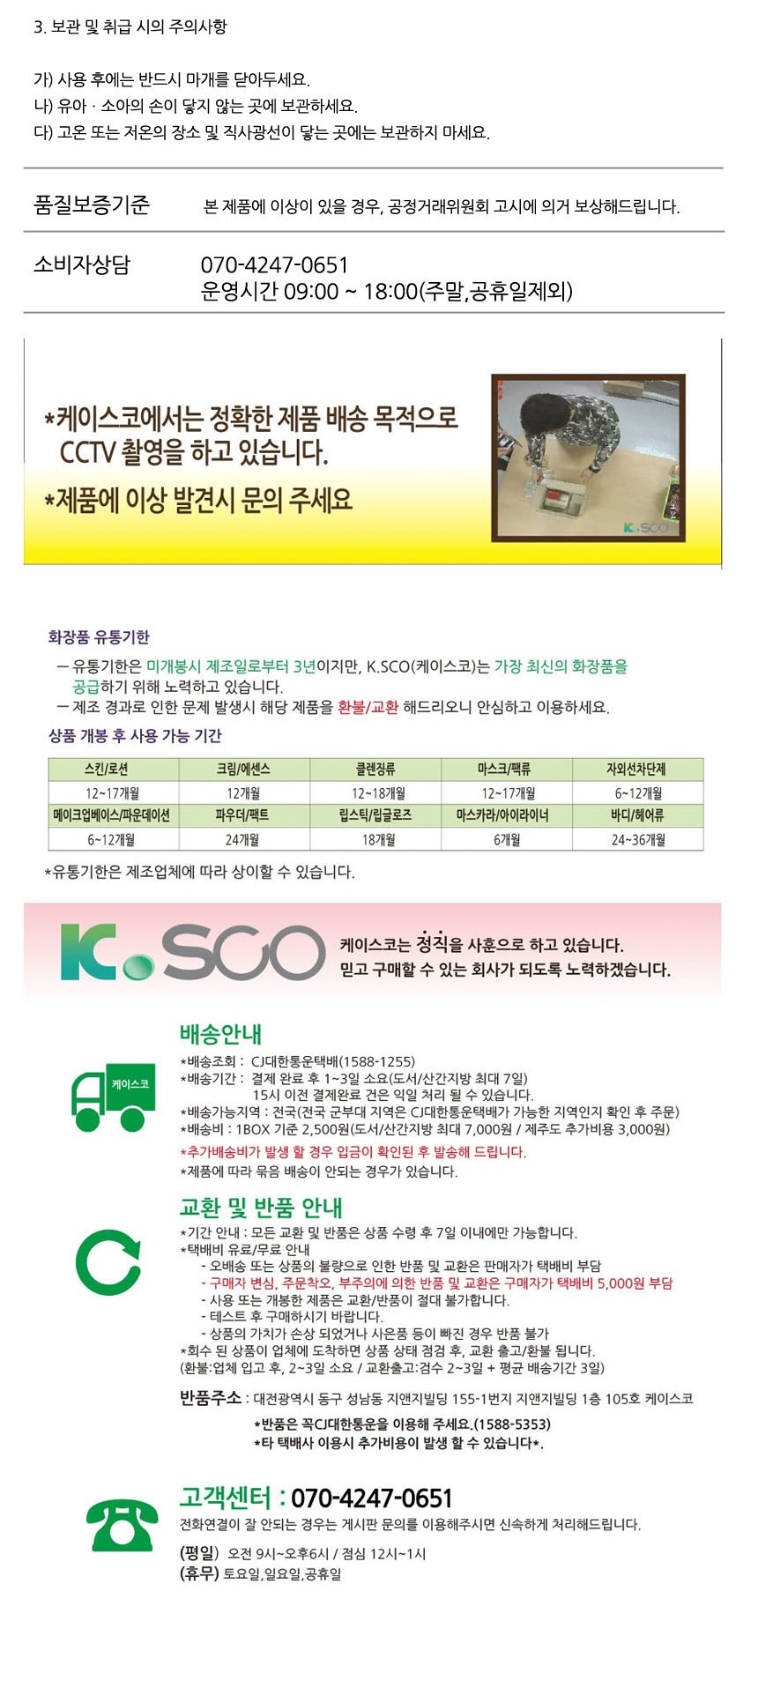 3. 보관 및 취급 시의 주의사항
가) 사용 후에는 반드시 마개를 닫아두세요.
나) 유아 · 소아의 손이 닿지 않는 곳에 보관하세요.
다) 고온 또는 저온의 장소 및 직사광선이 닿는 곳에는 보관하지 마세요.
품질보증기준 본 제품에 이상이 있을 경우, 공정거래위원회 고시에 의거 보상해드립니다.
소비자상담 070-4247-0651
운영시간 09:00 ~ 18:00(주말,공휴일제외)
*케이스코에서는 정확한 제품 배송 목적으로
CCTV 촬영을 하고 있습니다.
*제품에 이상 발견시 문의 주세요
K.SCO
화장품 유통기한
- 유통기한은 미개봉시 제조일로부터 3년이지만, K.SCO(케이스코)는 가장 최신의 화장품을
공급하기 위해 노력하고 있습니다.
- 제조 경과로 인한 문제 발생시 해당 제품을 환불/교환 해드리오니 안심하고 이용하세요.
상품 개봉 후 사용 가능 기간
스킨/로션 크림/에센스 클렌징류 마스크/팩류 자외선차단제
12~17개월 12개월 12~18개월 12~17개월 6~12개월
메이크업베이스/파운데이션 파우더/팩트 립스틱/립글로즈 마스카라/아이라이너 바디/헤어류
6~12개월 24개월 18개월 6개월 24~36개월
*유통기한은 제조업체에 따라 상이할 수 있습니다.
K.SCO 케이스코는 정직을 사훈으로 하고 있습니다.
믿고 구매할 수 있는 회사가 되도록 노력하겠습니다.
배송안내
케이스코
*배송조회 : CJ대한통운택배(1588-1255)
*배송기간 : 결제 완료 후 1~3일 소요(도서/산간지방 최대 7일)
15시 이전 결제완료 건은 익일 처리 될 수 있습니다.
*배송가능지역 : 전국(전국 군부대 지역은 CJ대한통운택배가 가능한 지역인지 확인 후 주문)
*배송비 : 1BOX 기준 2,500원(도서/산간지방 최대 7,000원 / 제주도 추가비용 3,000원)
*추가배송비가 발생 할 경우 입금이 확인된 후 발송해 드립니다.
*제품에 따라 묶음 배송이 안되는 경우가 있습니다.
교환 및 반품 안내
*기간 안내 : 모든 교환 및 반품은 상품 수령 후 7일 이내에만 가능합니다.
*택배비 유료/무료 안내
- 오배송 또는 상품의 불량으로 인한 반품 및 교환은 판매자가 택배비 부담
- 구매자 변심, 주문착오, 부주의에 의한 반품 및 교환은 구매자가 택배비 5,000원 부담
- 사용 또는 개봉한 제품은 교환/반품이 절대 불가합니다.
- 테스트 후 구매하시기 바랍니다.
- 상품의 가치가 손상 되었거나 사은품 등이 빠진 경우 반품 불가
*회수 된 상품이 업체에 도착하면 상품 상태 점검 후, 교환 출고/환불 됩니다.
(환불:업체 입고 후, 2~3일 소요 / 교환출고:검수 2~3일 + 평균 배송기간 3일)
반품주소 : 대전광역시 동구 성남동 지앤지빌딩 155-1번지 지앤지빌딩 1층 105호 케이스코
*반품은 꼭CJ대한통운을 이용해 주세요.(1588-5353)
*타 택배사 이용시 추가비용이 발생 할 수 있습니다*.
고객센터 : 070-4247-0651
전화연결이 잘 안되는 경우는 게시판 문의를 이용해주시면 신속하게 처리해드립니다.
(평일) 오전 9시~오후6시 / 점심 12시~1시
(휴무) 토요일,일요일,공휴일